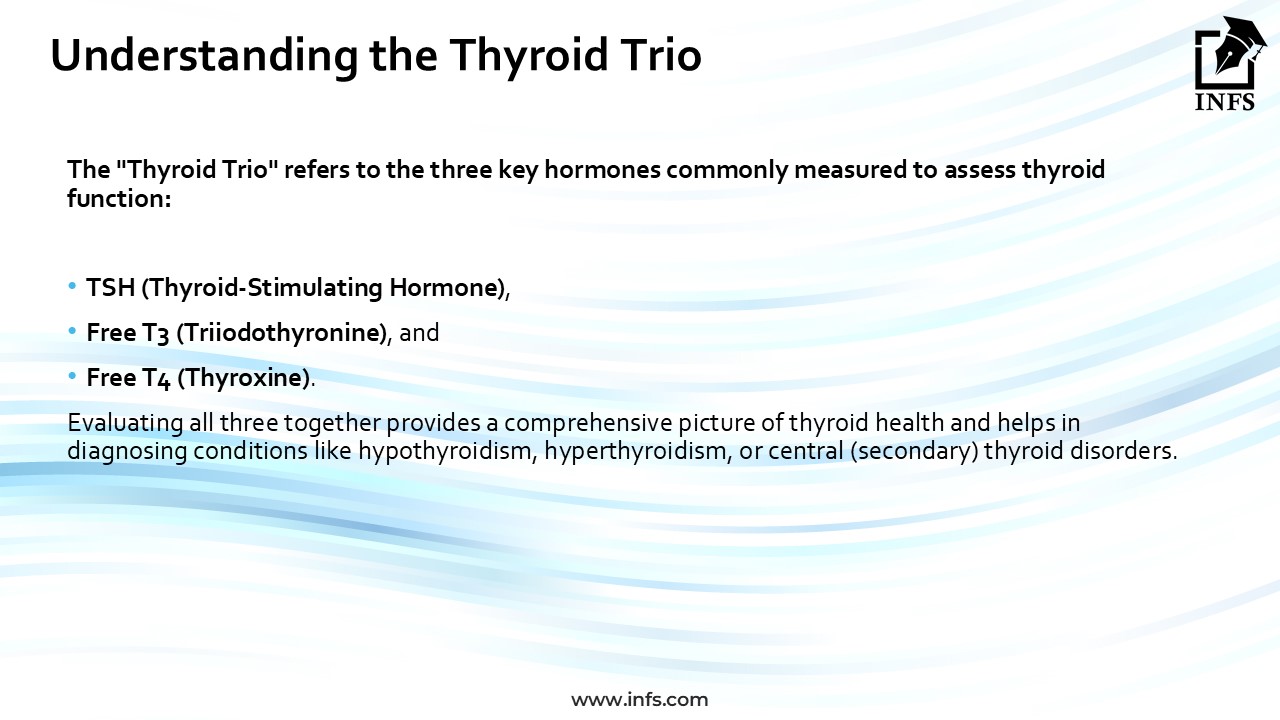 Understanding the Thyroid Trio
INFS
The "Thyroid Trio" refers to the three key hormones commonly measured to assess thyroid
function:
• TSH (Thyroid-Stimulating Hormone),
• Free T3 (Triiodothyronine), and
• Free T4 (Thyroxine).
Evaluating all three together provides a comprehensive picture of thyroid health and helps in
diagnosing conditions like hypothyroidism, hyperthyroidism, or central (secondary) thyroid disorders.
www.infs.com